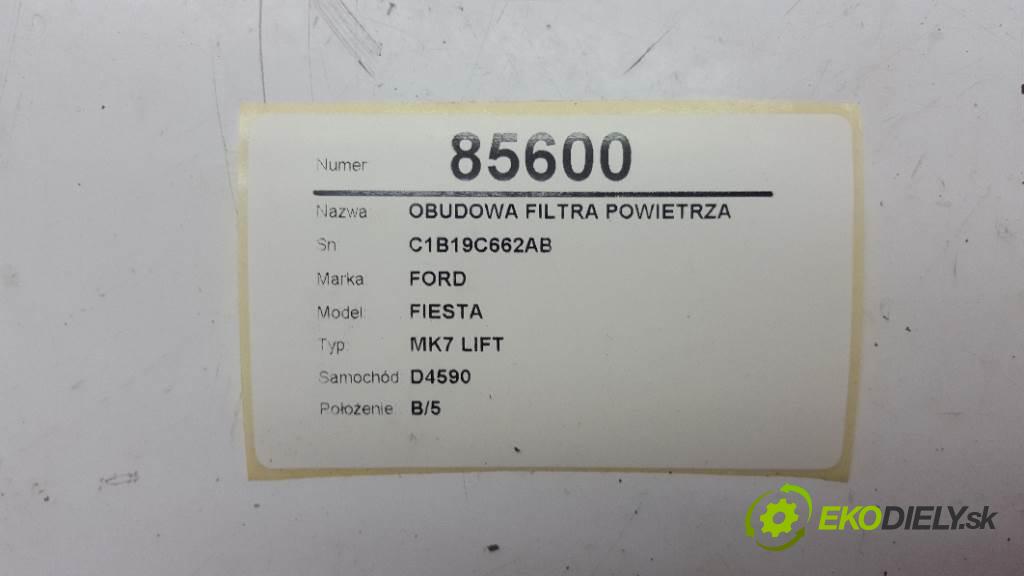 Numer: 85600
Nazwa: OBUDOWA FILTRA POWIETRZA
Sn: C1B19C662AB
Marka: FORD
Model: FIESTA
Typ: MK7 LIFT
Samochód: D4590
Położenie: B/5
EKODIELY.sk